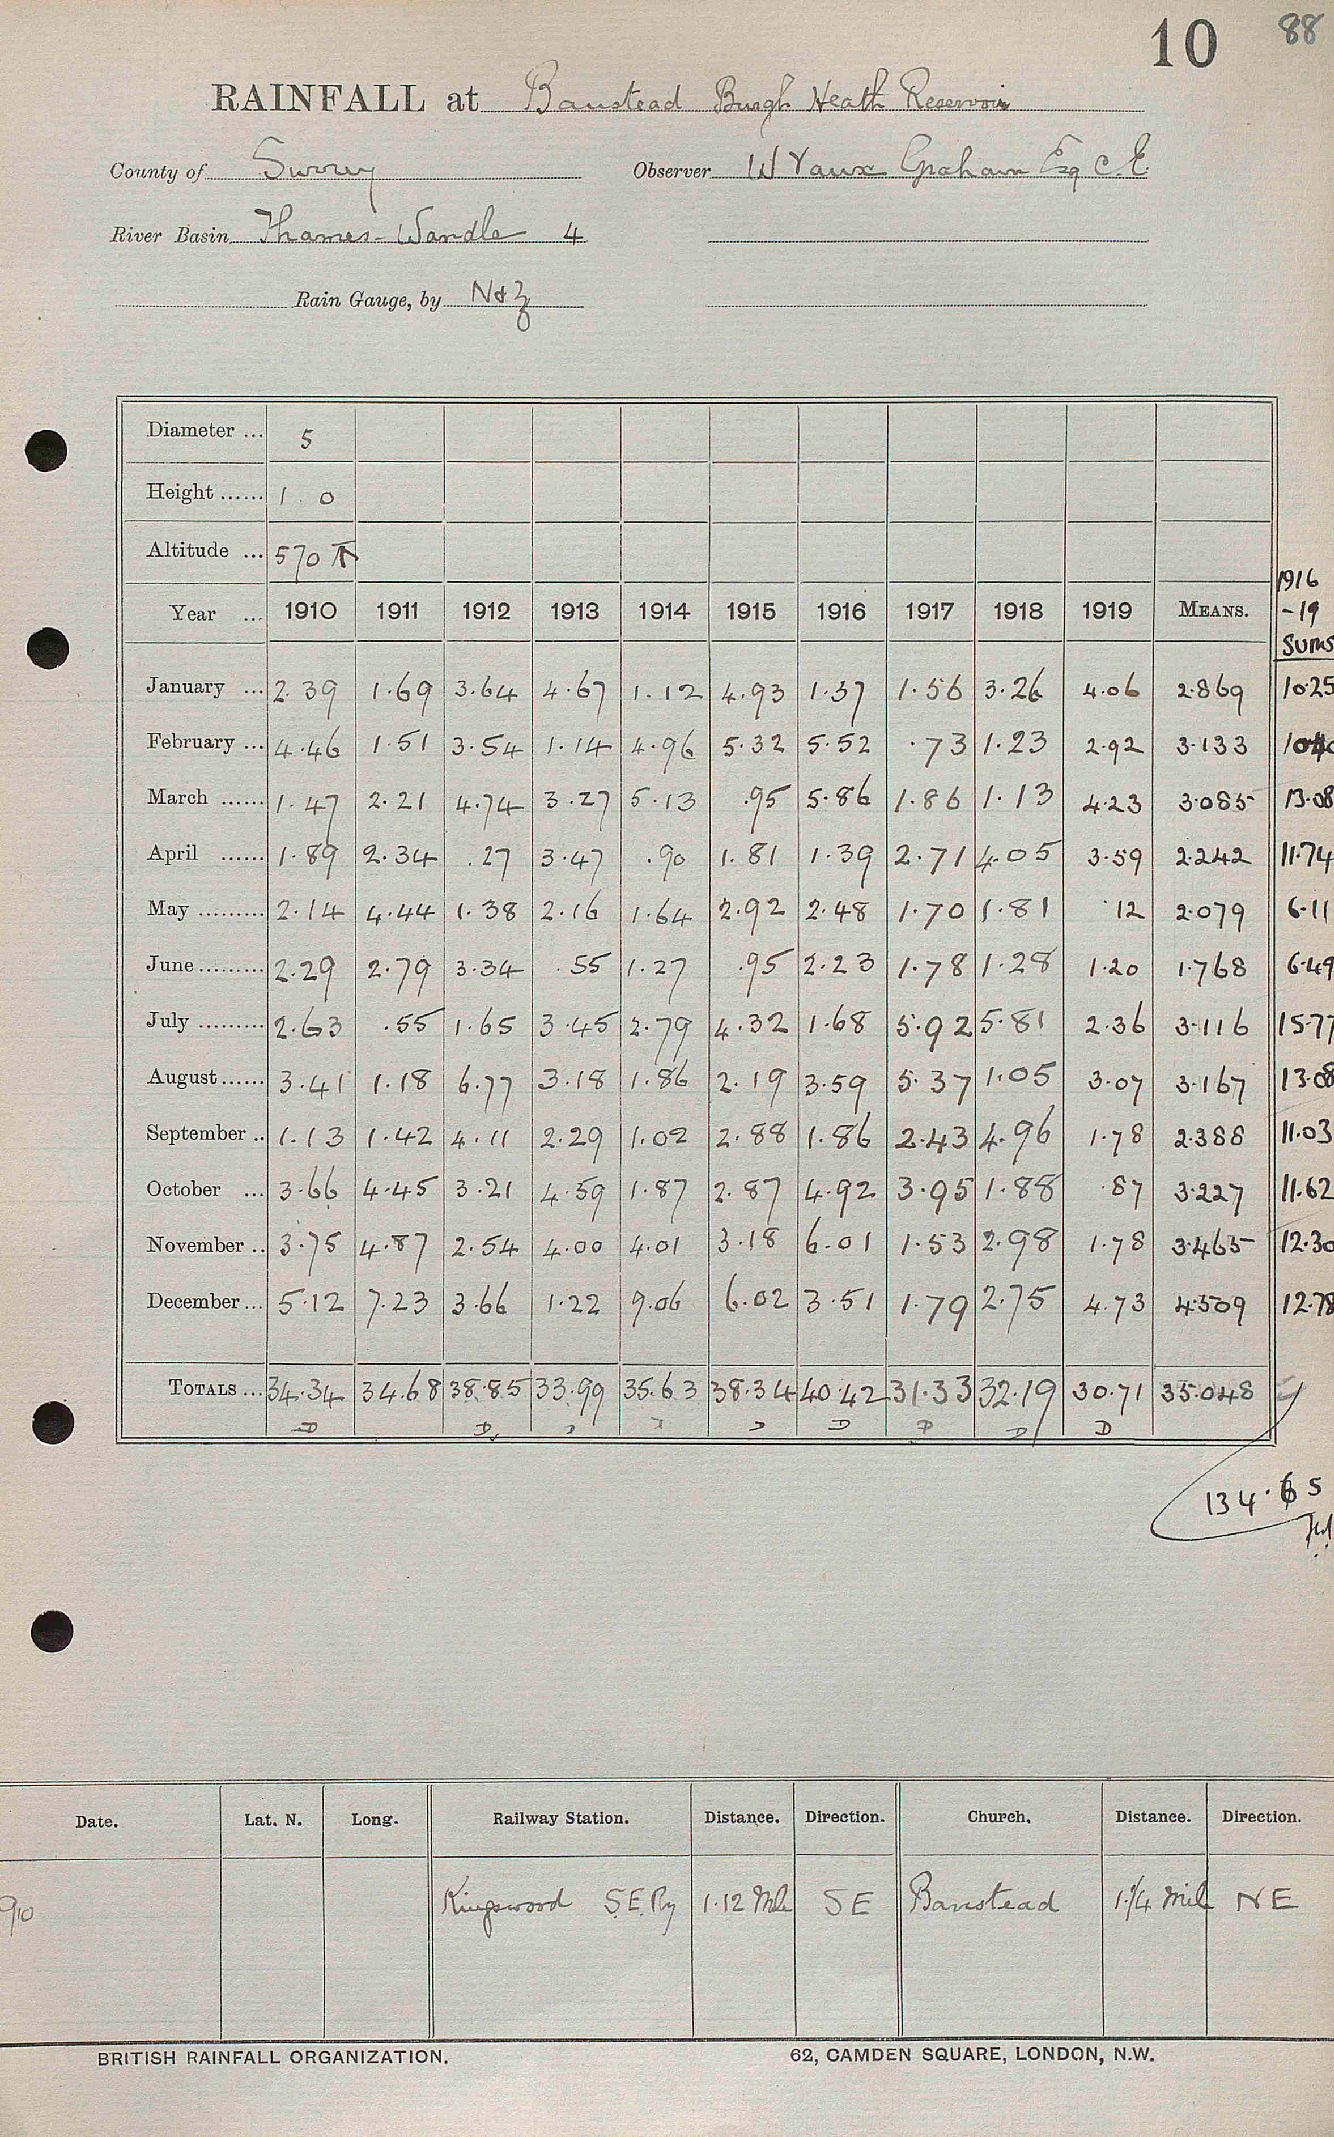 10 88
RAINFALL at Banstead Burgh Heath Reservoir
County of Surrey Observer W Vaux Graham Esq C.E.
River Basin Thames-Wandle 4
Rain Gauge, by N & Z
Diameter ... 5
Height ...... 1 . 0
Altitude ... 570 T
1916
Year ... 1910 1911 1912 1913 1914 1915 1916 1917 1918 1919 MEANS. -19
Sums
January ... 2.39 1.69 3.64 4.67 1.12 4.93 1.37 1.56 3.26 4.06 2.869 10.25
February ... 4.46 1.51 3.54 1.14 4.96 5.32 5.52 .73 1.23 2.92 3.133 10.40
March ...... 1.47 2.21 4.74 3.27 5.13 .95 5.86 1.86 1.13 4.23 3.085 13.08
April ...... 1.89 2.34 .27 3.47 .90 1.81 1.39 2.71 4.05 3.59 2.242 11.74
May ......... 2.14 4.44 1.38 2.16 1.64 2.92 2.48 1.70 1.81 .12 2.079 6.11
June ......... 2.29 2.79 3.34 .55 1.27 .95 2.23 1.78 1.28 1.20 1.768 6.49
July ......... 2.63 .55 1.65 3.45 2.79 4.32 1.68 5.92 5.81 2.36 3.116 15.77
August ...... 3.41 1.18 6.77 3.18 1.86 2.19 3.59 5.37 1.05 3.07 3.167 13.08
September .. 1.13 1.42 4.11 2.29 1.02 2.88 1.86 2.43 4.96 1.78 2.388 11.03
October ... 3.66 4.45 3.21 4.59 1.87 2.87 4.92 3.95 1.88 .87 3.227 11.62
November .. 3.75 4.87 2.54 4.00 4.01 3.18 6.01 1.53 2.98 1.78 3.465 12.30
December ... 5.12 7.23 3.66 1.22 9.06 6.02 3.51 1.79 2.75 4.73 4.509 12.78
TOTALS ... 34.34 34.68 38.85 33.99 35.63 38.34 40.42 31.33 32.19 30.71 35.048
D D D D D D
134.65
Date. Lat. N. Long. Railway Station. Distance. Direction. Church. Distance. Direction.
910 Kingswood S.E. Ry 1.12 Mile SE Banstead 1 1/4 Mile NE
BRITISH RAINFALL ORGANIZATION. 62, CAMDEN SQUARE, LONDON, N.W.